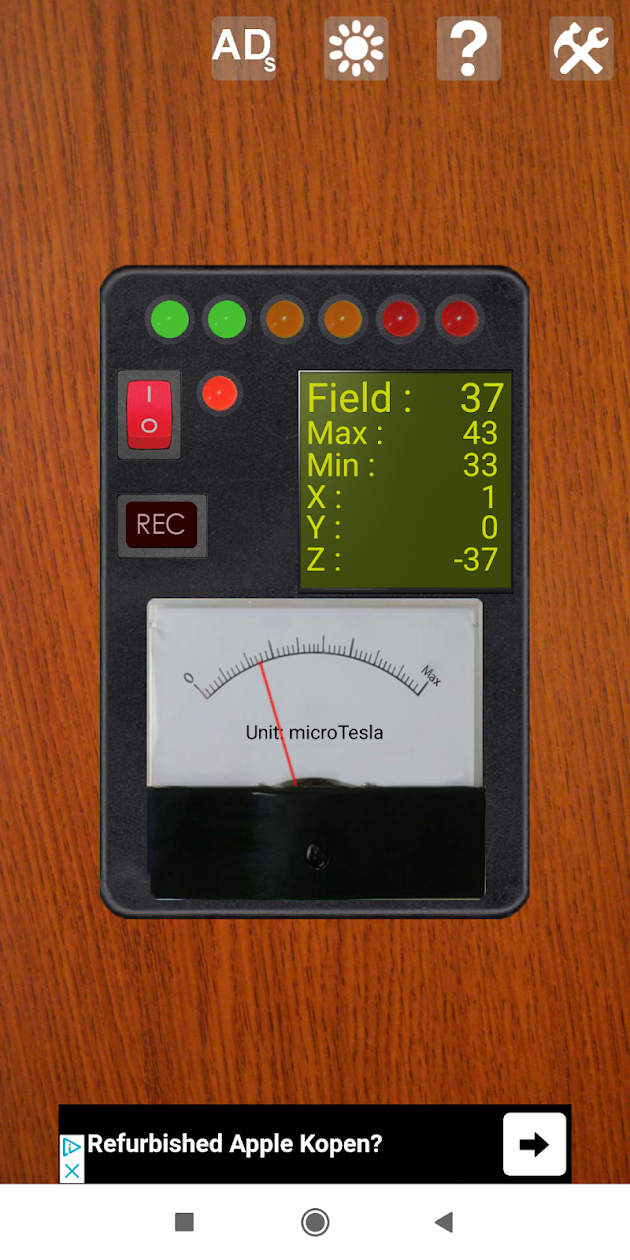 ADs
?
I
O
Field : 37
Max : 43
Min : 33
X : 1
Y : 0
Z : -37
REC
0
Max
Unit: microTesla
Refurbished Apple Kopen?